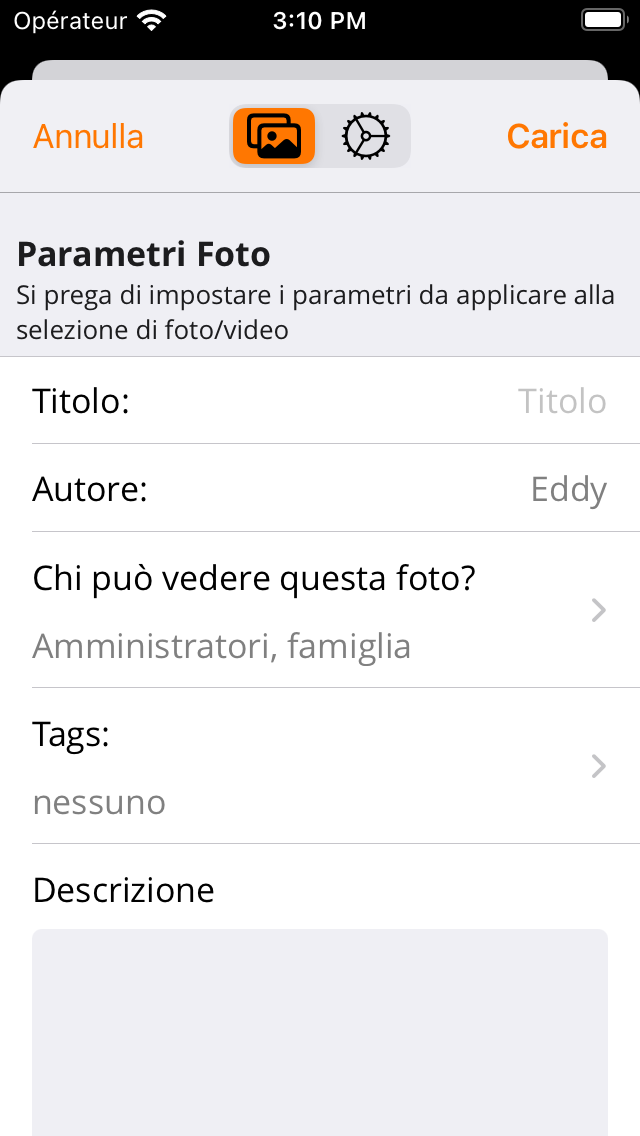 Opérateur 3:10 PM
Annulla Carica
Parametri Foto
Si prega di impostare i parametri da applicare alla
selezione di foto/video
Titolo: Titolo
Autore: Eddy
Chi può vedere questa foto?
Amministratori, famiglia
Tags:
nessuno
Descrizione